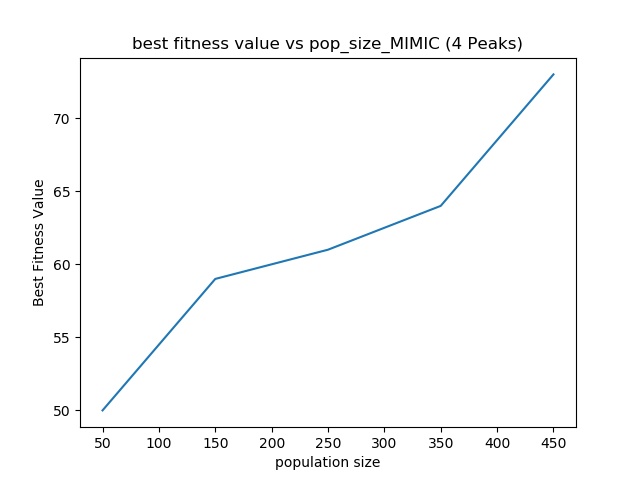 best fitness value vs pop_size_MIMIC (4 Peaks)
Best Fitness Value
70
65
60
55
50
50 100 150 200 250 300 350 400 450
population size